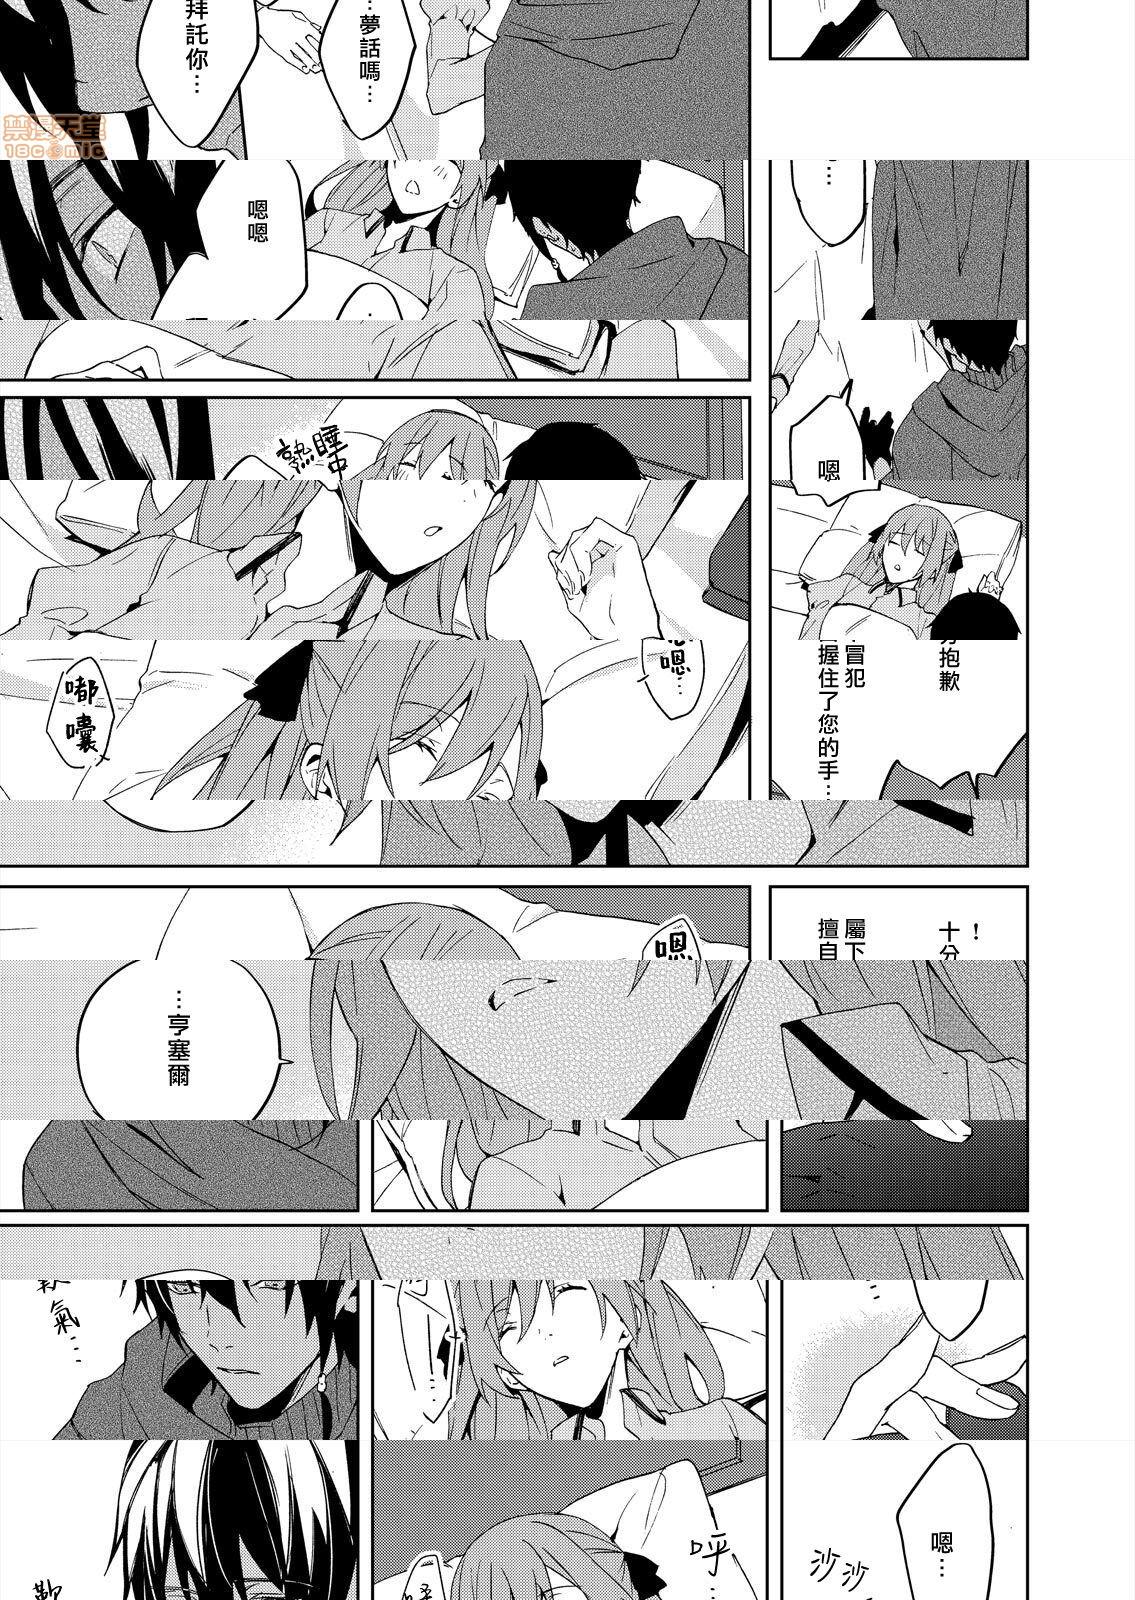 …夢話嗎…
拜託你…
禁漫天堂
18comic
…
嗯嗯
嗯
睡中
熱
抱歉
冒犯
握住了您的手…
嗯…
嘟囔
！
十分
屬下
擅自
嗯
…亨塞爾
氣…
嗯…
沙沙
呼…